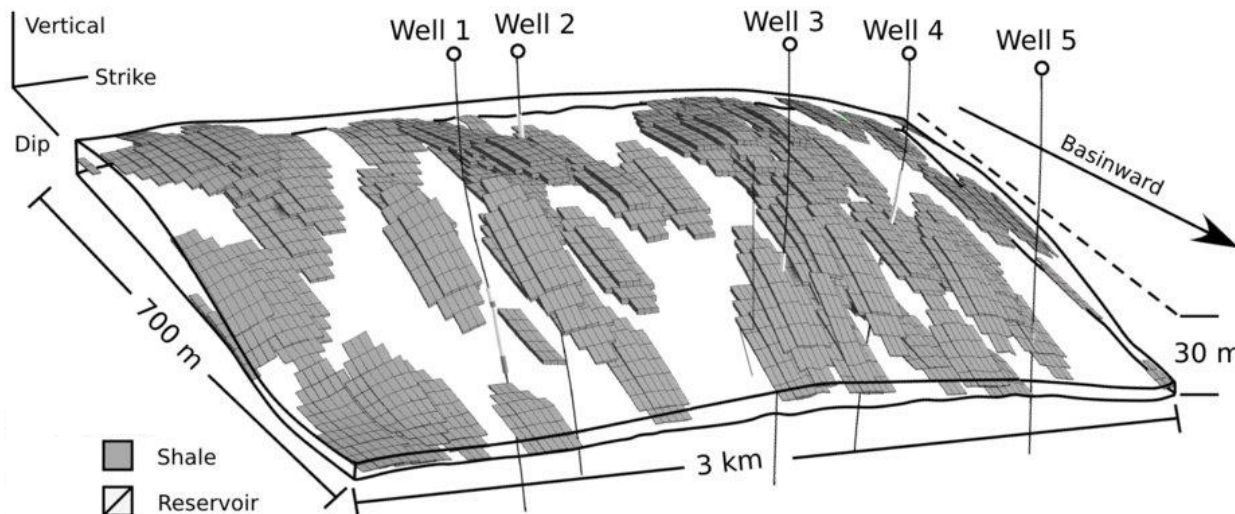 Vertical
Strike
Dip
Well 1
Well 2
Well 3
Well 4
Well 5
Basinward
700 m
3 km
30 m
Shale
Reservoir